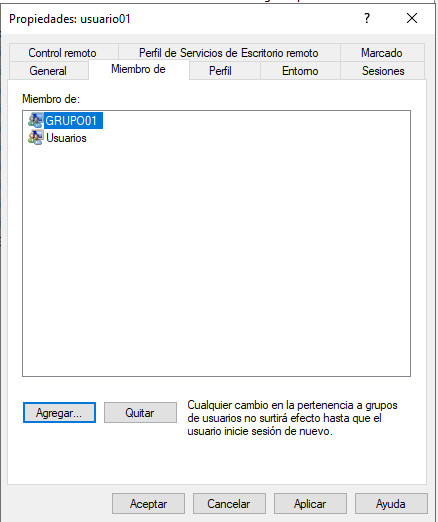 Propiedades: usuario01
Control remoto
Perfil de Servicios de Escritorio remoto
Marcado
General
Miembro de
Perfil
Entorno
Sesiones
Miembro de:
GRUPO01
Usuarios
Agregar...
Quitar
Cualquier cambio en la pertenencia a grupos
de usuarios no surtirá efecto hasta que el
usuario inicie sesión de nuevo.
Aceptar
Cancelar
Aplicar
Ayuda